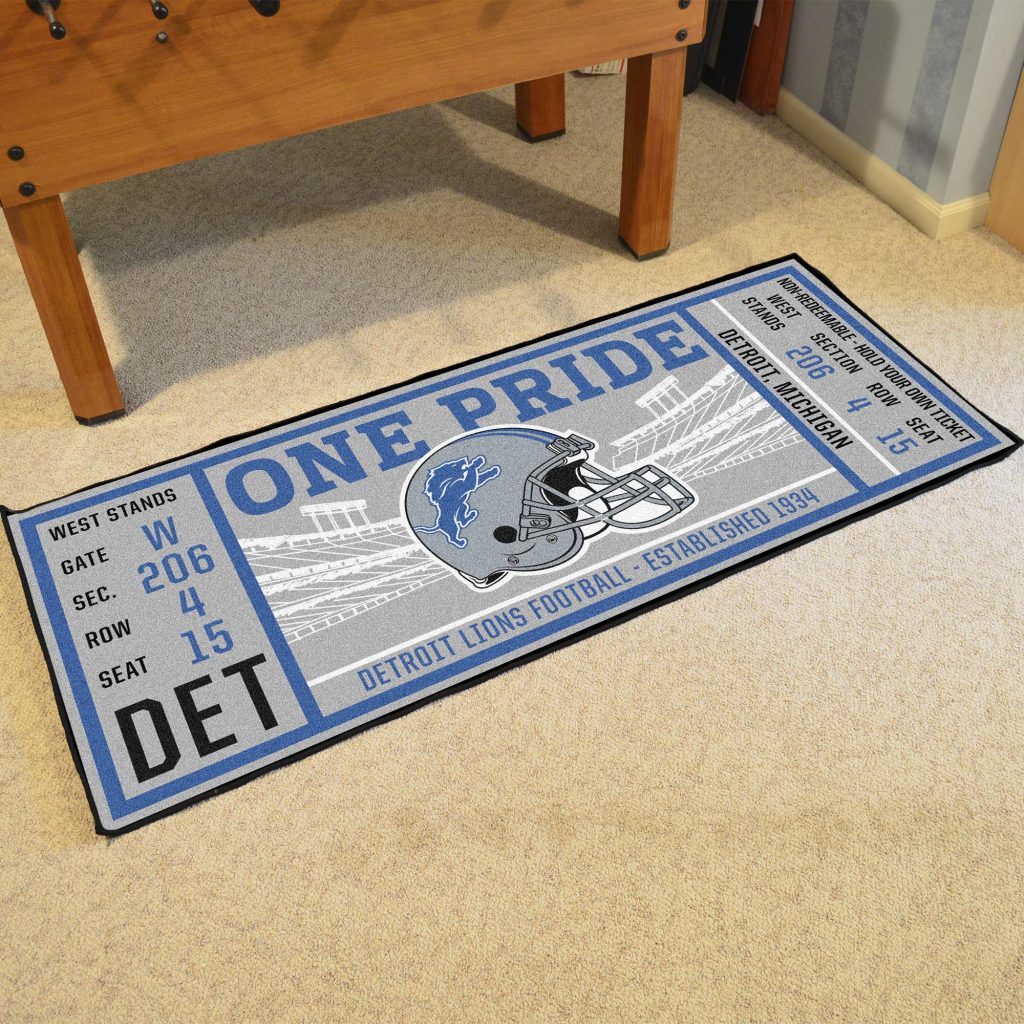 WEST STANDS
GATE W
SEC. 206
ROW 4
SEAT 15
DET
ONE PRIDE
DETROIT LIONS FOOTBALL - ESTABLISHED 1934
DETROIT, MICHIGAN
WEST STANDS
SECTION 206
ROW 4
SEAT 15
NON-REDEEMABLE - HOLD YOUR OWN TICKET